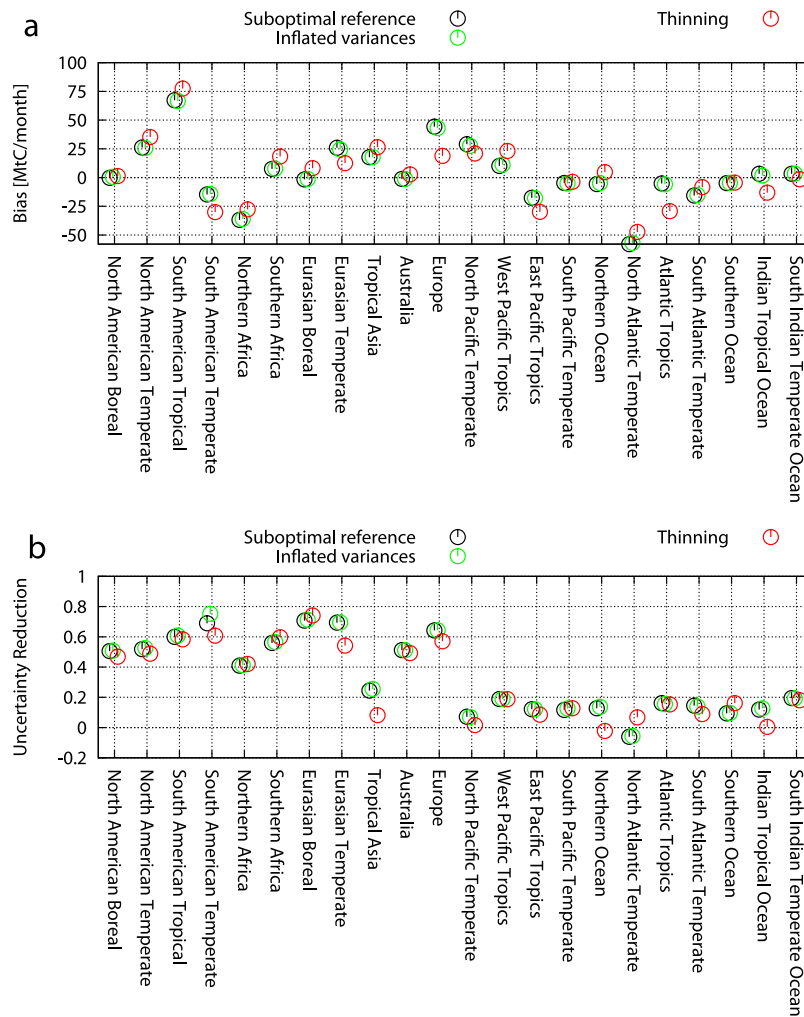 a
Suboptimal reference
Thinning
Inflated variances
Bias [MtC/month]
100
75
50
25
0
-25
-50
North American Boreal
North American Temperate
South American Tropical
South American Temperate
Northern Africa
Southern Africa
Eurasian Boreal
Eurasian Temperate
Tropical Asia
Australia
Europe
North Pacific Temperate
West Pacific Tropics
East Pacific Tropics
South Pacific Temperate
Northern Ocean
North Atlantic Temperate
Atlantic Tropics
South Atlantic Temperate
Southern Ocean
Indian Tropical Ocean
South Indian Temperate Ocean
b
Suboptimal reference
Thinning
Inflated variances
Uncertainty Reduction
1
0.8
0.6
0.4
0.2
0
-0.2
North American Boreal
North American Temperate
South American Tropical
South American Temperate
Northern Africa
Southern Africa
Eurasian Boreal
Eurasian Temperate
Tropical Asia
Australia
Europe
North Pacific Temperate
West Pacific Tropics
East Pacific Tropics
South Pacific Temperate
Northern Ocean
North Atlantic Temperate
Atlantic Tropics
South Atlantic Temperate
Southern Ocean
Indian Tropical Ocean
South Indian Temperate Ocean